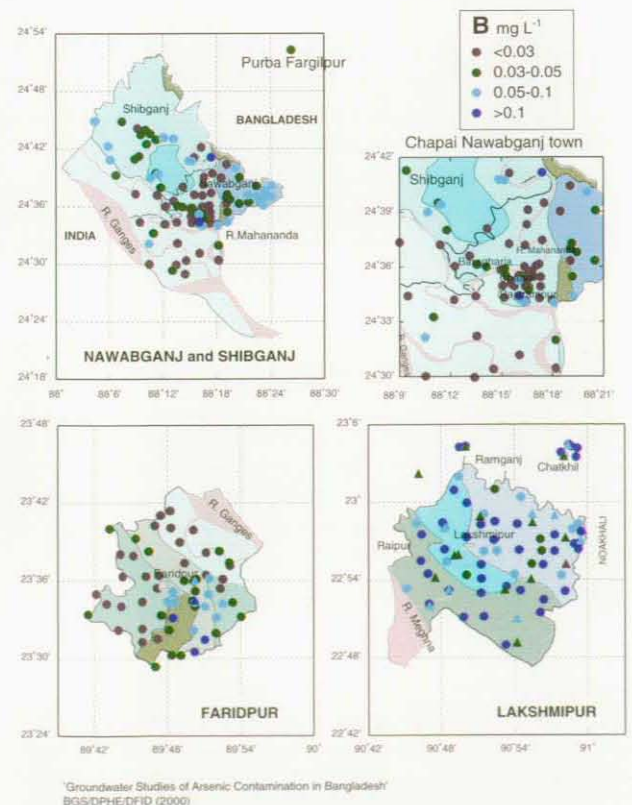 B mg L⁻¹
<0.03
0.03-0.05
0.05-0.1
>0.1
24°54'
24°48'
24°42'
24°36'
24°30'
24°24'
24°18'
88°
88°6'
88°12'
88°18'
88°24'
88°30'
Purba Fargilpur
Shibganj
BANGLADESH
Nawabganj
R. Ganges
INDIA
R.Mahananda
NAWABGANJ and SHIBGANJ
Chapai Nawabganj town
24°42'
24°39'
24°36'
24°33'
24°30'
88°9'
88°12'
88°15'
88°18'
88°21'
Shibganj
R. Mahananda
R. Ganges
23°48'
23°42'
23°36'
23°30'
23°24'
89°42'
89°48'
89°54'
90°
R. Ganges
Faridpur
FARIDPUR
23°6'
23°
22°54'
22°48'
22°42'
90°42'
90°48'
90°54'
91°
Ramganj
Chatkhil
Lakshmipur
Raipur
NOAKHALI
R. Meghna
LAKSHMIPUR
'Groundwater Studies of Arsenic Contamination in Bangladesh'
BGS/DPHE/DFID (2000)